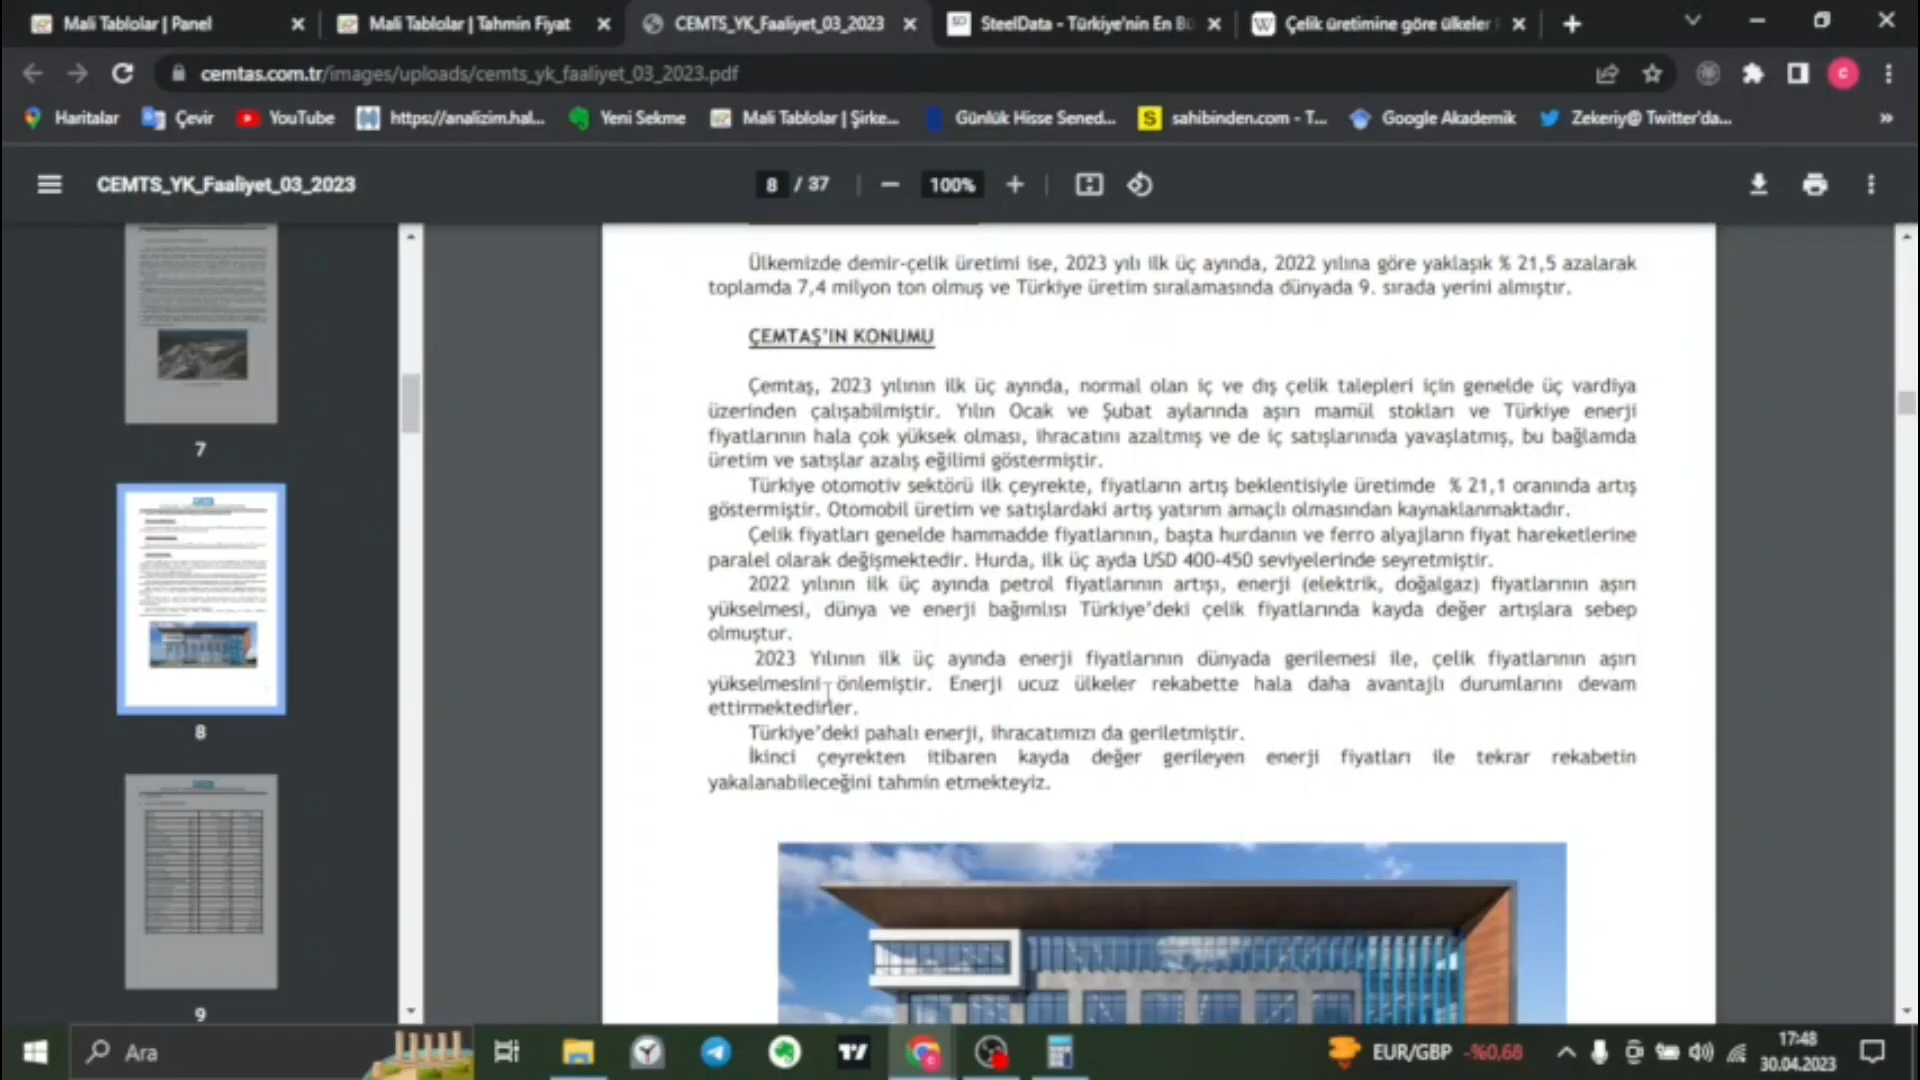 Mali Tablolar | Panel
Mali Tablolar | Tahmin Fiyat
CEMTS_YK_Faaliyet_03_2023
SteelData - Türkiye'nin En Bü
Çelik üretimine göre ülkeler
cemtas.com.tr/images/uploads/cemts_yk_faaliyet_03_2023.pdf
Haritalar
Çevir
YouTube
https://analizim.hal...
Yeni Sekme
Mali Tablolar | Şirke...
Günlük Hisse Sened...
sahibinden.com - T...
Google Akademik
Zekeriy@ Twitter'da...
CEMTS_YK_Faaliyet_03_2023
8 / 37
100%
7
8
9
Ülkemizde demir-çelik üretimi ise, 2023 yılı ilk üç ayında, 2022 yılına göre yaklaşık % 21,5 azalarak
toplamda 7,4 milyon ton olmuş ve Türkiye üretim sıralamasında dünyada 9. sırada yerini almıştır.
ÇEMTAŞ'IN KONUMU
Çemtaş, 2023 yılının ilk üç ayında, normal olan iç ve dış çelik talepleri için genelde üç vardiya
üzerinden çalışabilmiştir. Yılın Ocak ve Şubat aylarında aşırı mamül stokları ve Türkiye enerji
fiyatlarının hala çok yüksek olması, ihracatını azaltmış ve de iç satışlarınıda yavaşlatmış, bu bağlamda
üretim ve satışlar azalış eğilimi göstermiştir.
Türkiye otomotiv sektörü ilk çeyrekte, fiyatların artış beklentisiyle üretimde % 21,1 oranında artış
göstermiştir. Otomobil üretim ve satışlardaki artış yatırım amaçlı olmasından kaynaklanmaktadır.
Çelik fiyatları genelde hammadde fiyatlarının, başta hurdanın ve ferro alyajların fiyat hareketlerine
paralel olarak değişmektedir. Hurda, ilk üç ayda USD 400-450 seviyelerinde seyretmiştir.
2022 yılının ilk üç ayında petrol fiyatlarının artışı, enerji (elektrik, doğalgaz) fiyatlarının aşırı
yükselmesi, dünya ve enerji bağımlısı Türkiye'deki çelik fiyatlarında kayda değer artışlara sebep
olmuştur.
2023 Yılının ilk üç ayında enerji fiyatlarının dünyada gerilemesi ile, çelik fiyatlarının aşırı
yükselmesini önlemiştir. Enerji ucuz ülkeler rekabette hala daha avantajlı durumlarını devam
ettirmektedirler.
Türkiye'deki pahalı enerji, ihracatımızı da geriletmiştir.
İkinci çeyrekten itibaren kayda değer gerileyen enerji fiyatları ile tekrar rekabetin
yakalanabileceğini tahmin etmekteyiz.
Ara
EUR/GBP -%0,68
17:48
30.04.2023